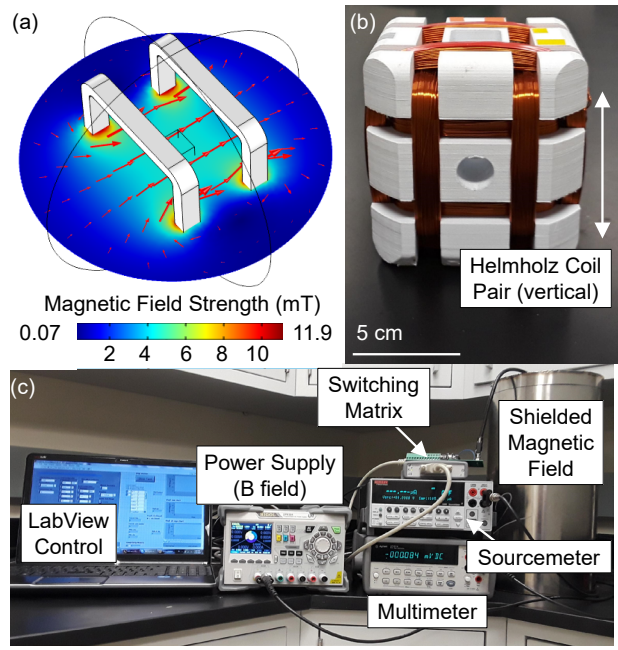 (a)
Magnetic Field Strength (mT)
0.07
11.9
2 4 6 8 10
(b)
Helmholz Coil
Pair (vertical)
5 cm
(c)
Switching
Matrix
Shielded
Magnetic
Field
Power Supply
(B field)
LabView
Control
Sourcemeter
-000084 mVDC
Multimeter